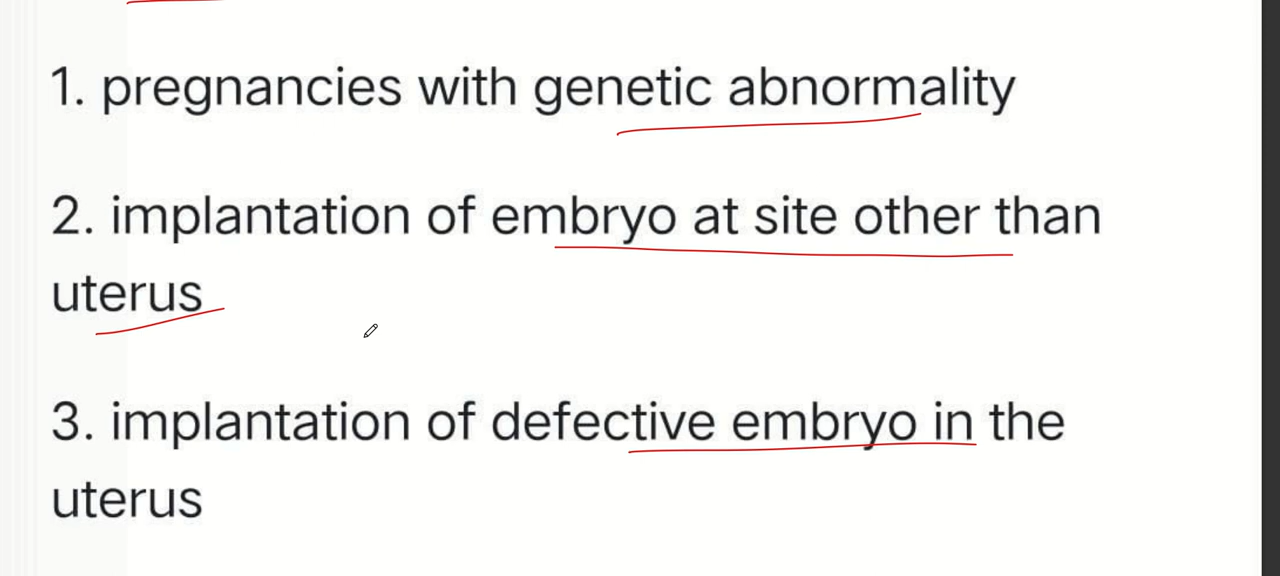 1. pregnancies with genetic abnormality
2. implantation of embryo at site other than
uterus
3. implantation of defective embryo in the
uterus